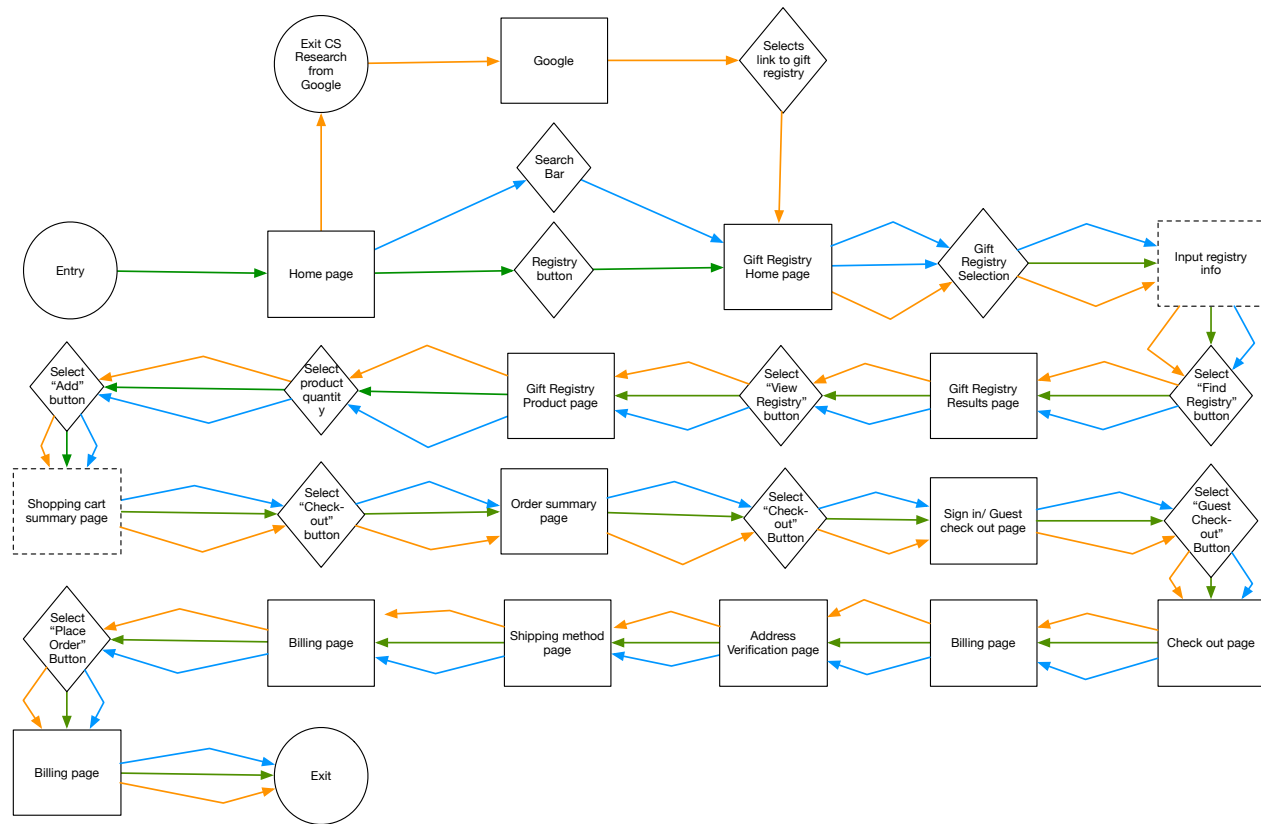 Exit CS
Research
from
Google
Google
Selects
link to gift
registry
Search
Bar
Entry
Home page
Registry
button
Gift Registry
Home page
Gift
Registry
Selection
Input registry
info
Select
“Add”
button
Select
product
quantit
y
Gift Registry
Product page
Select
“View
Registry”
button
Gift Registry
Results page
Select
“Find
Registry”
button
Shopping cart
summary page
Select
“Check-
out”
button
Order summary
page
Select
“Check-
out”
Button
Sign in/ Guest
check out page
Select
“Guest
Check-
out”
Button
Select
“Place
Order”
Button
Billing page
Shipping method
page
Address
Verification page
Billing page
Check out page
Billing page
Exit